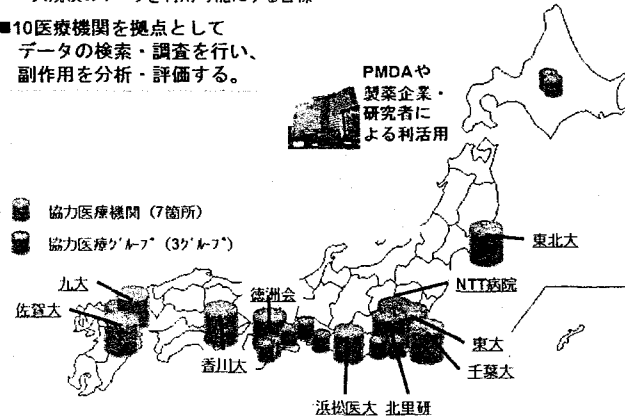 ■10医療機関を拠点として
データの検索・調査を行い、
副作用を分析・評価する。
PMDAや
製薬企業・
研究者に
よる利活用
協力医療機関 (7箇所)
協力医療ｸﾞﾙｰﾌﾟ (3ｸﾞﾙｰﾌﾟ)
東北大
九大
徳洲会
NTT病院
佐賀大
香川大
東大
千葉大
浜松医大
北里研